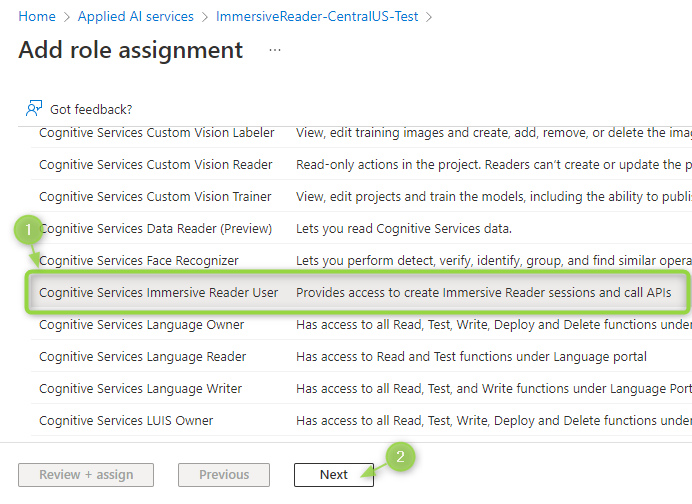 Home > Applied AI services > ImmersiveReader-CentralUS-Test >
Add role assignment ...
Got feedback?
Cognitive Services Custom Vision Labeler View, edit training images and create, add, remove, or delete the ima
Cognitive Services Custom Vision Reader Read-only actions in the project. Readers can't create or update the p
Cognitive Services Custom Vision Trainer View, edit projects and train the models, including the ability to publis
1
Cognitive Services Data Reader (Preview) Lets you read Cognitive Services data.
Cognitive Services Face Recognizer Lets you perform detect, verify, identify, group, and find similar opera
Cognitive Services Immersive Reader User Provides access to create Immersive Reader sessions and call APIs
Cognitive Services Language Owner Has access to all Read, Test, Write, Deploy and Delete functions under
Cognitive Services Language Reader Has access to Read and Test functions under Language portal
Cognitive Services Language Writer Has access to all Read, Test, and Write functions under Language Port
Cognitive Services LUIS Owner Has access to all Read, Test, Write, Deploy and Delete functions under
2
Review + assign Previous Next